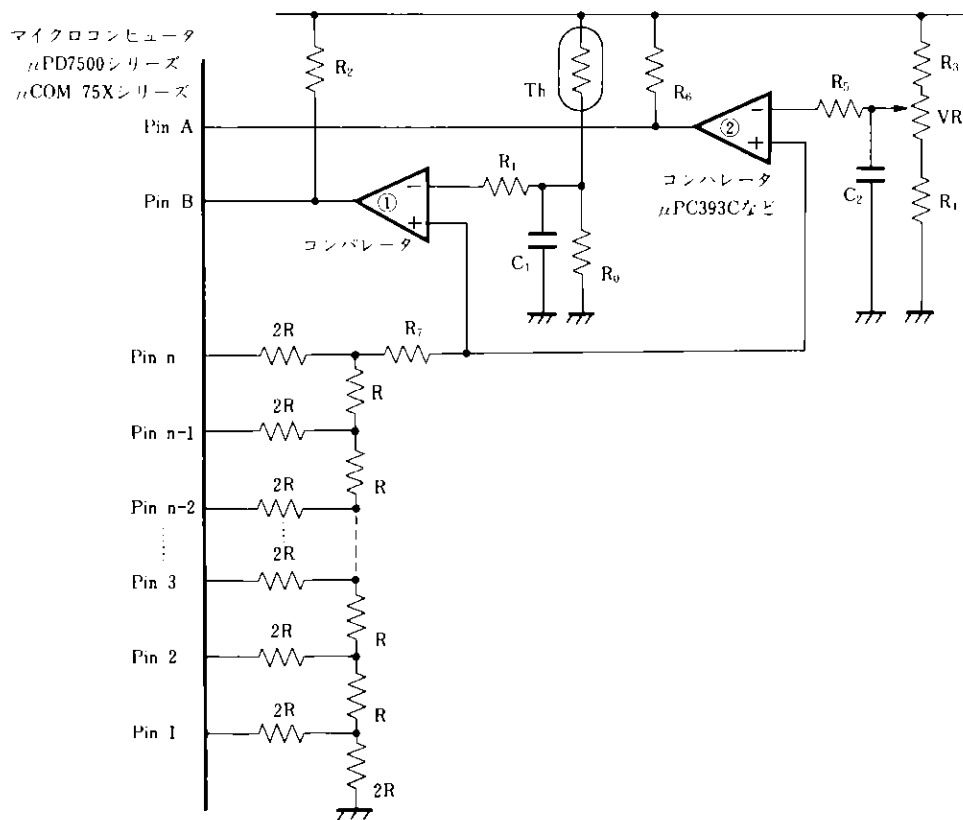 マイクロコンピュータ
μPD7500シリーズ
μCOM 75Xシリーズ
R₂
Th
R₆
R₃
R₅
VR
Pin A
②
−
+
R₁
C₂
R₁
コンパレータ
μPC393Cなど
Pin B
①
−
+
コンパレータ
C₁
R₀
Pin n
2R
R₇
R
Pin n-1
2R
R
Pin n-2
2R
Pin 3
2R
R
Pin 2
2R
R
Pin 1
2R
2R